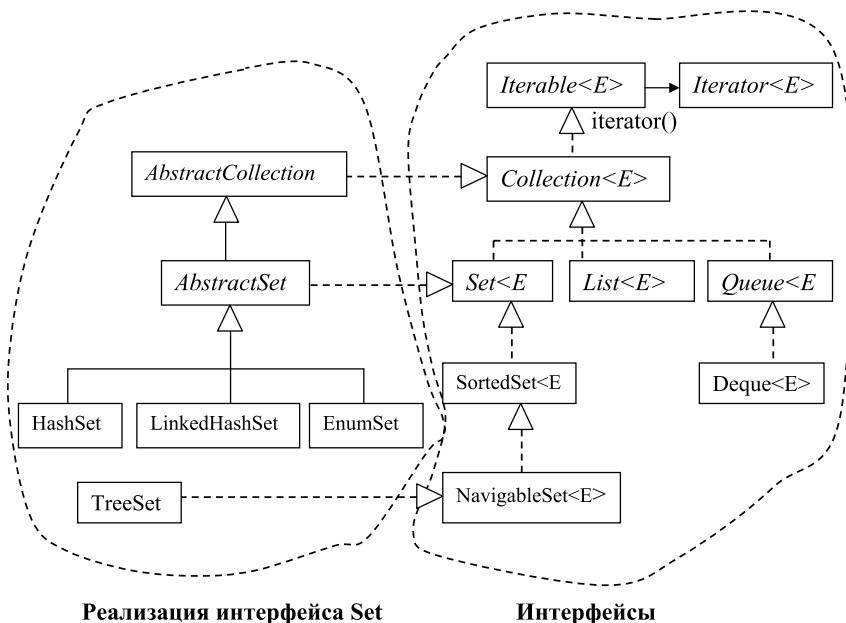 Iterable<E>
Iterator<E>
iterator()
AbstractCollection
Collection<E>
AbstractSet
Set<E
List<E>
Queue<E
SortedSet<E
Deque<E>
HashSet
LinkedHashSet
EnumSet
TreeSet
NavigableSet<E>
Реализация интерфейса Set
Интерфейсы